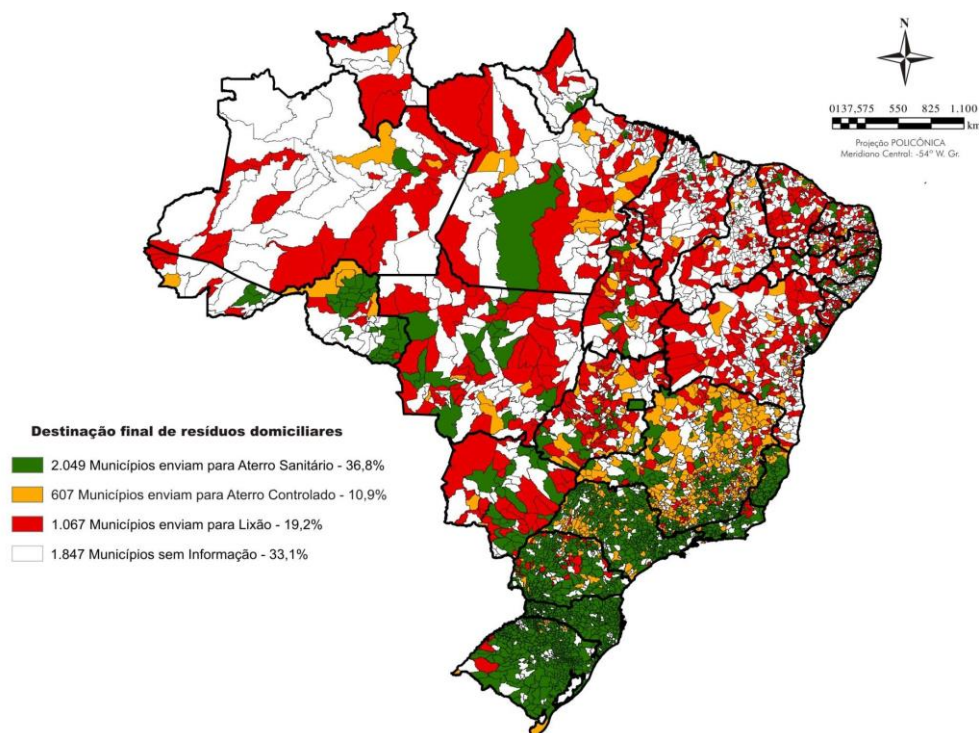 N
0137,575 550 825 1.100
km
Projeção POLICÔNICA
Meridiano Central: -54° W. Gr.
Destinação final de resíduos domiciliares
2.049 Municípios enviam para Aterro Sanitário - 36,8%
607 Municípios enviam para Aterro Controlado - 10,9%
1.067 Municípios enviam para Lixão - 19,2%
1.847 Municípios sem Informação - 33,1%